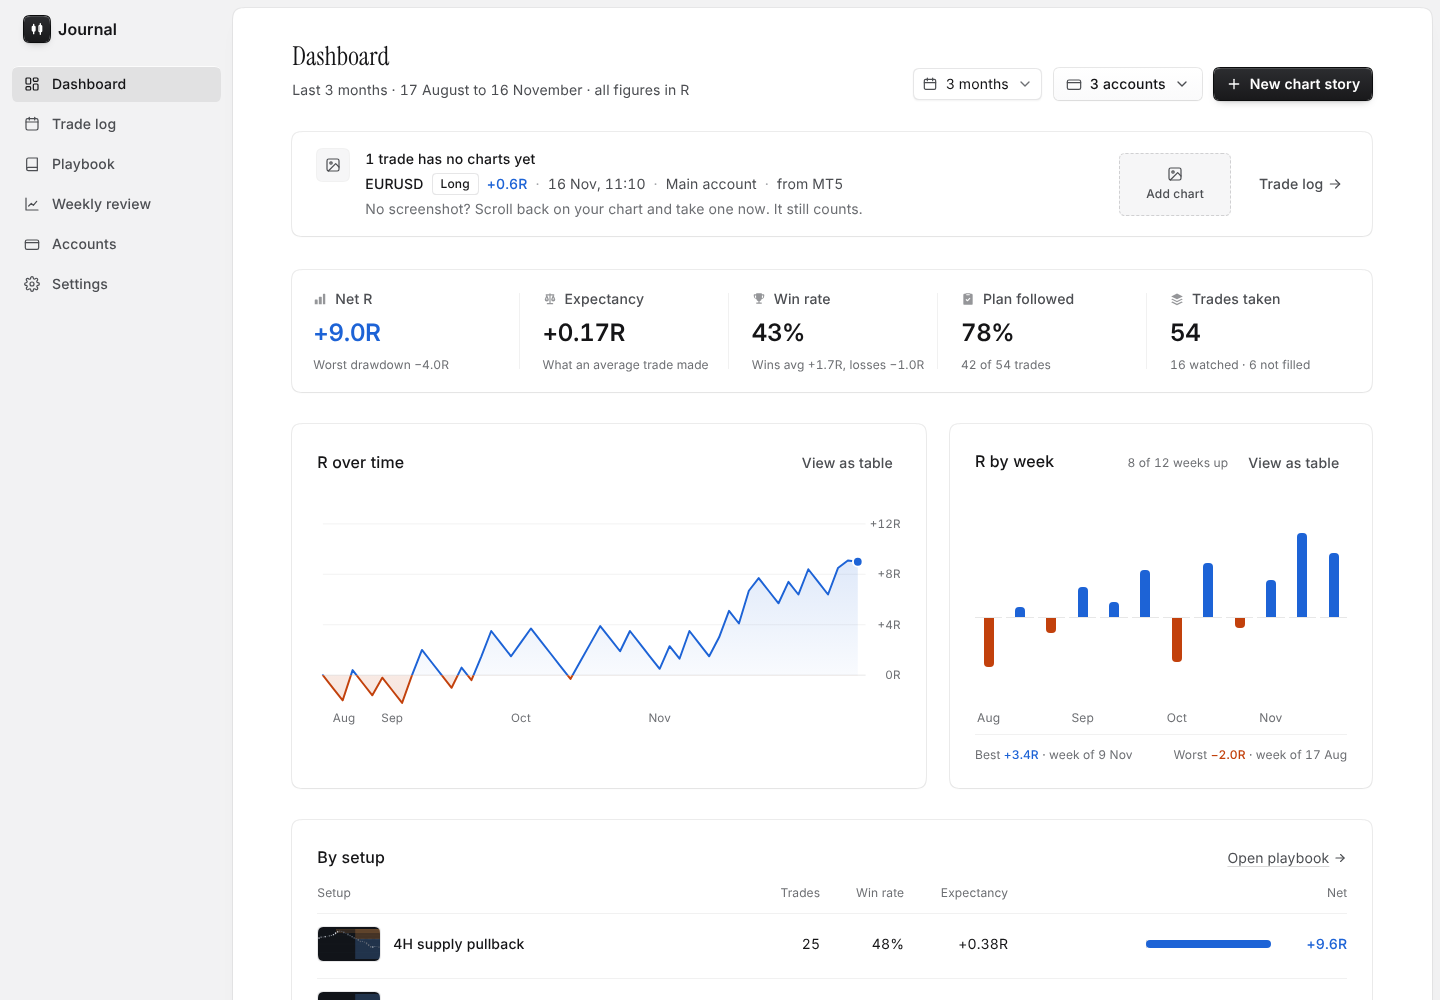 Journal
Dashboard
Trade log
Playbook
Weekly review
Accounts
Settings
Dashboard
Last 3 months · 17 August to 16 November · all figures in R
3 months
3 accounts
+ New chart story
1 trade has no charts yet
EURUSD Long +0.6R · 16 Nov, 11:10 · Main account · from MT5
No screenshot? Scroll back on your chart and take one now. It still counts.
Add chart
Trade log →
Net R
+9.0R
Worst drawdown −4.0R
Expectancy
+0.17R
What an average trade made
Win rate
43%
Wins avg +1.7R, losses −1.0R
Plan followed
78%
42 of 54 trades
Trades taken
54
16 watched · 6 not filled
R over time
View as table
+12R
+8R
+4R
0R
Aug Sep Oct Nov
R by week
8 of 12 weeks up
View as table
Aug Sep Oct Nov
Best +3.4R · week of 9 Nov
Worst −2.0R · week of 17 Aug
By setup
Open playbook →
Setup Trades Win rate Expectancy Net
4H supply pullback 25 48% +0.38R +9.6R